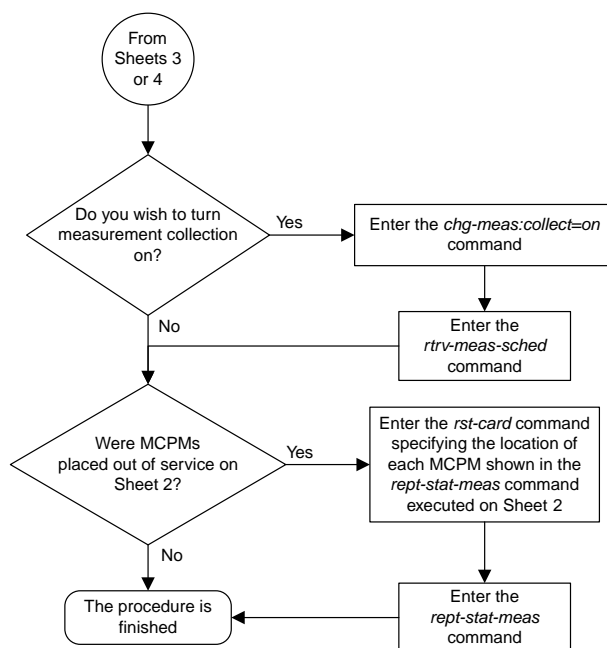 From
Sheets 3
or 4
Do you wish to turn
measurement collection
on?
Yes
Enter the chg-meas:collect=on
command
No
Enter the
rtrv-meas-sched
command
Were MCPMs
placed out of service on
Sheet 2?
Yes
Enter the rst-card command
specifying the location of
each MCPM shown in the
rept-stat-meas command
executed on Sheet 2
No
The procedure is
finished
Enter the
rept-stat-meas
command